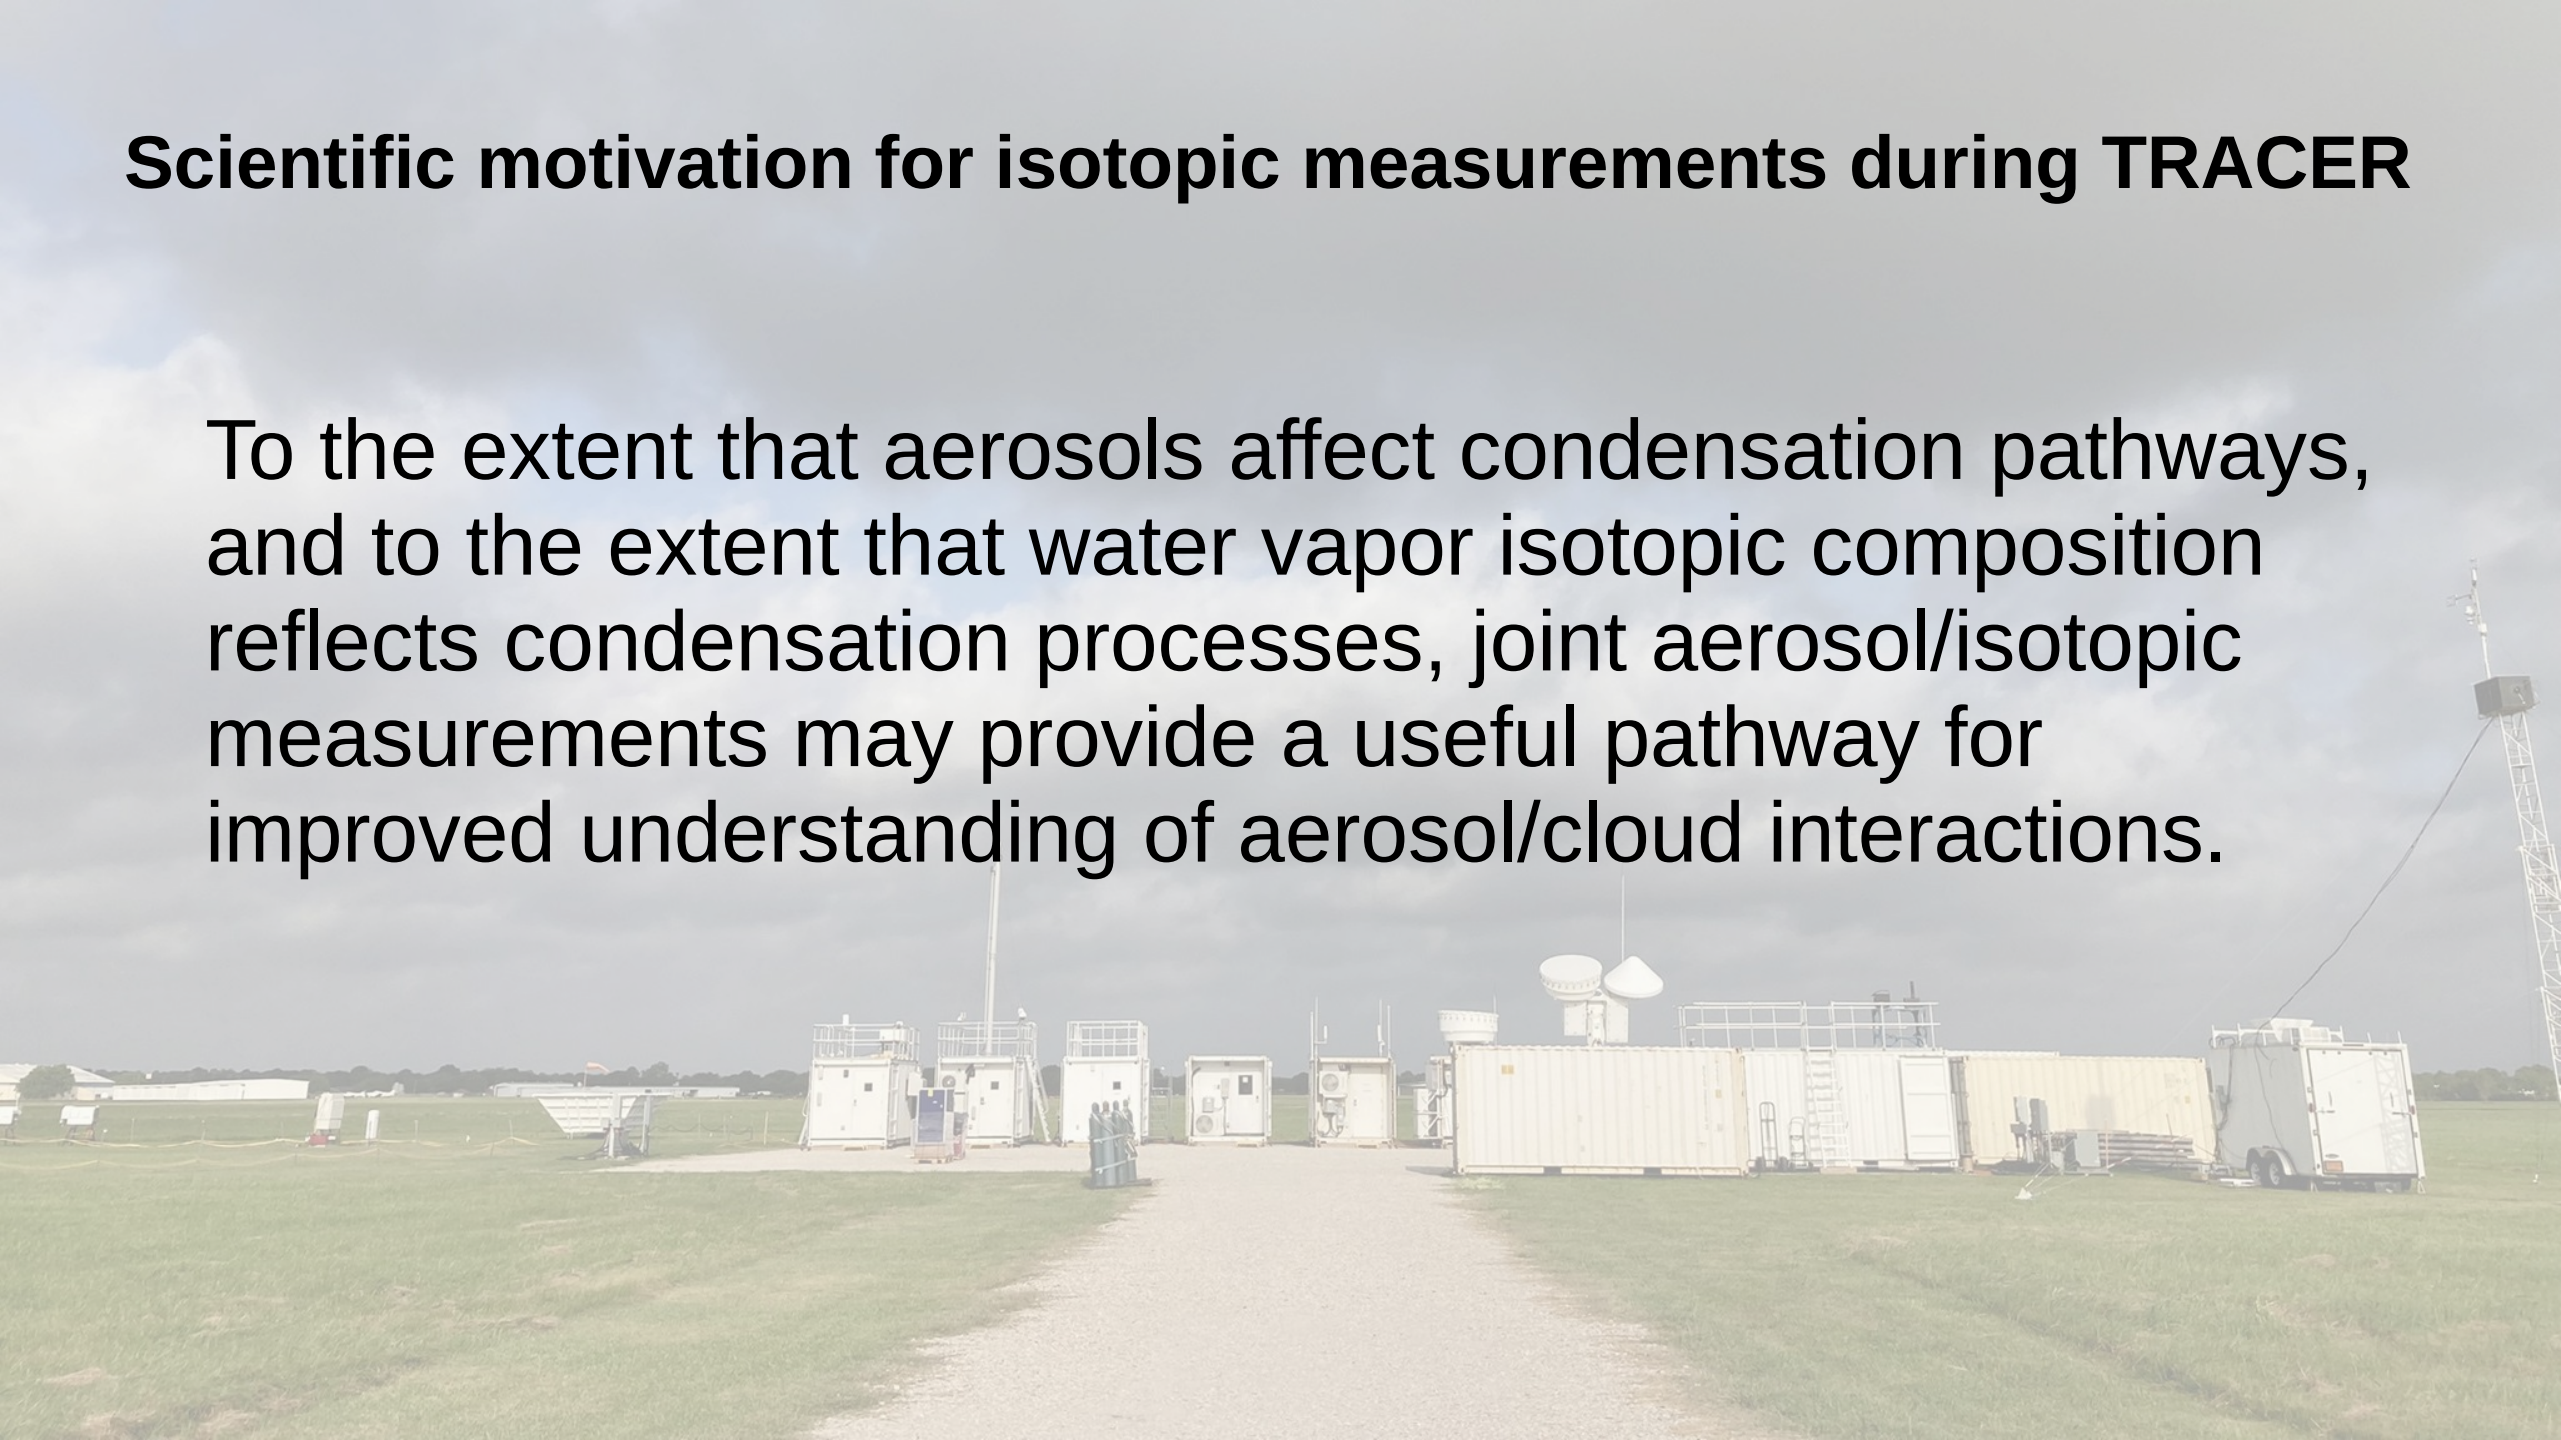 Scientific motivation for isotopic measurements during TRACER
To the extent that aerosols affect condensation pathways,
and to the extent that water vapor isotopic composition
reflects condensation processes, joint aerosol/isotopic
measurements may provide a useful pathway for
improved understanding of aerosol/cloud interactions.